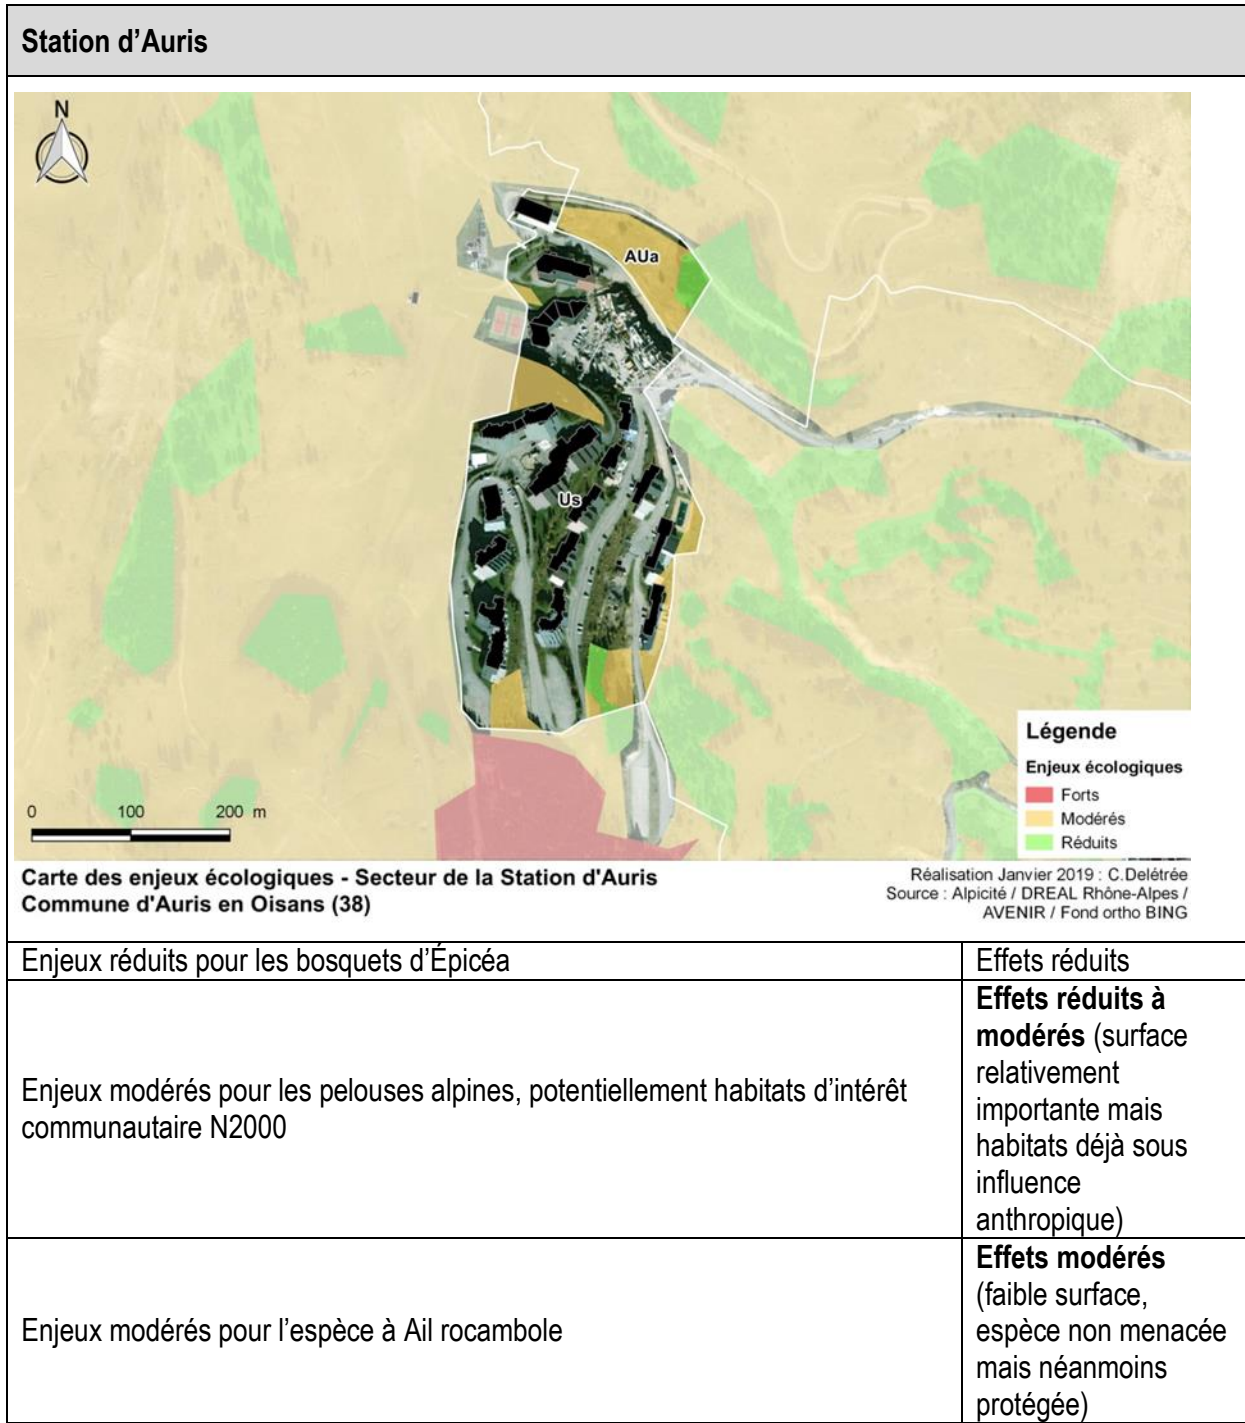 Station d'Auris
N
AUa
Us
Légende
Enjeux écologiques
Forts
Modérés
Réduits
0 100 200 m
Carte des enjeux écologiques - Secteur de la Station d'Auris
Commune d'Auris en Oisans (38)
Réalisation Janvier 2019 : C.Delétrée
Source : Alpicité / DREAL Rhône-Alpes /
AVENIR / Fond ortho BING
Enjeux réduits pour les bosquets d'Épicéa
Effets réduits
Enjeux modérés pour les pelouses alpines, potentiellement habitats d'intérêt
communautaire N2000
Effets réduits à
modérés (surface
relativement
importante mais
habitats déjà sous
influence
anthropique)
Enjeux modérés pour l'espèce à Ail rocambole
Effets modérés
(faible surface,
espèce non menacée
mais néanmoins
protégée)